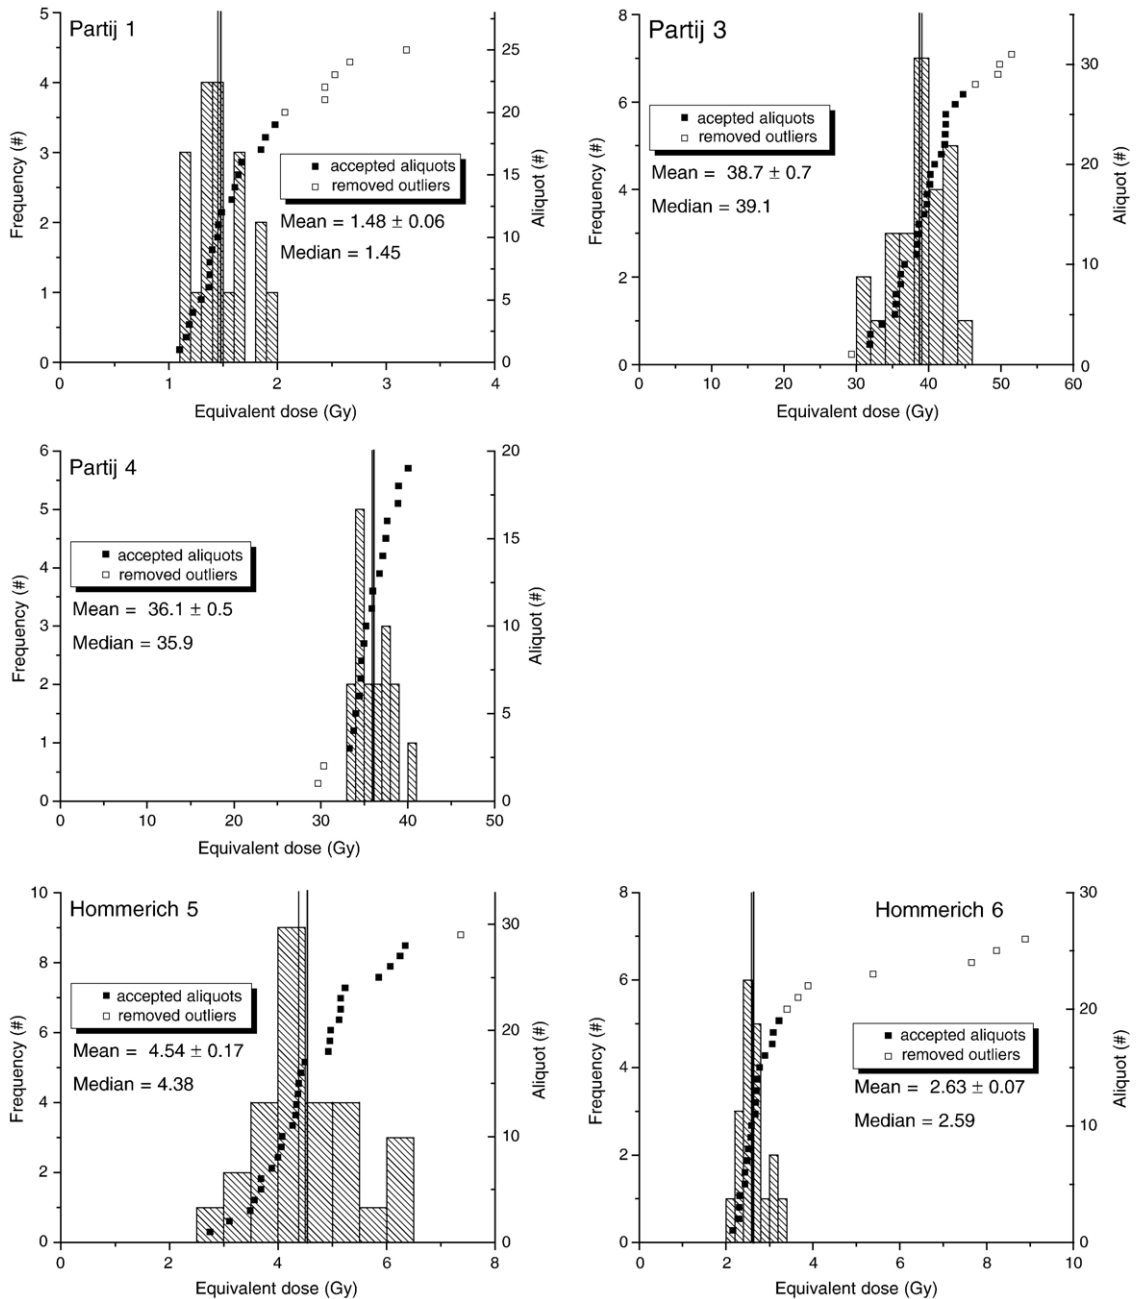 Partij 1
5
4
3
2
1
0
Frequency (#)
25
20
15
10
5
0
Aliquot (#)
accepted aliquots
removed outliers
Mean = 1.48 ± 0.06
Median = 1.45
0 1 2 3 4
Equivalent dose (Gy)
Partij 3
8
6
4
2
0
Frequency (#)
30
20
10
0
Aliquot (#)
acepted aliquots
removed outliers
Mean = 38.7 ± 0.7
Median = 39.1
0 10 20 30 40 50 60
Equivalent dose (Gy)
Partij 4
6
5
4
3
2
1
0
Frequency (#)
20
15
10
5
0
Aliquot (#)
accepted aliquots
removed outliers
Mean = 36.1 ± 0.5
Median = 35.9
0 10 20 30 40 50
Equivalent dose (Gy)
Hommerich 5
10
8
6
4
2
0
Frequency (#)
30
20
10
0
Aliquot (#)
accepted aliquots
removed outliers
Mean = 4.54 ± 0.17
Median = 4.38
0 2 4 6 8
Equivalent dose (Gy)
Hommerich 6
8
6
4
2
0
Frequency (#)
30
25
20
15
10
5
0
Aliquot (#)
accepted aliquots
removed outliers
Mean = 2.63 ± 0.07
Median = 2.59
0 2 4 6 8 10
Equivalent dose (Gy)